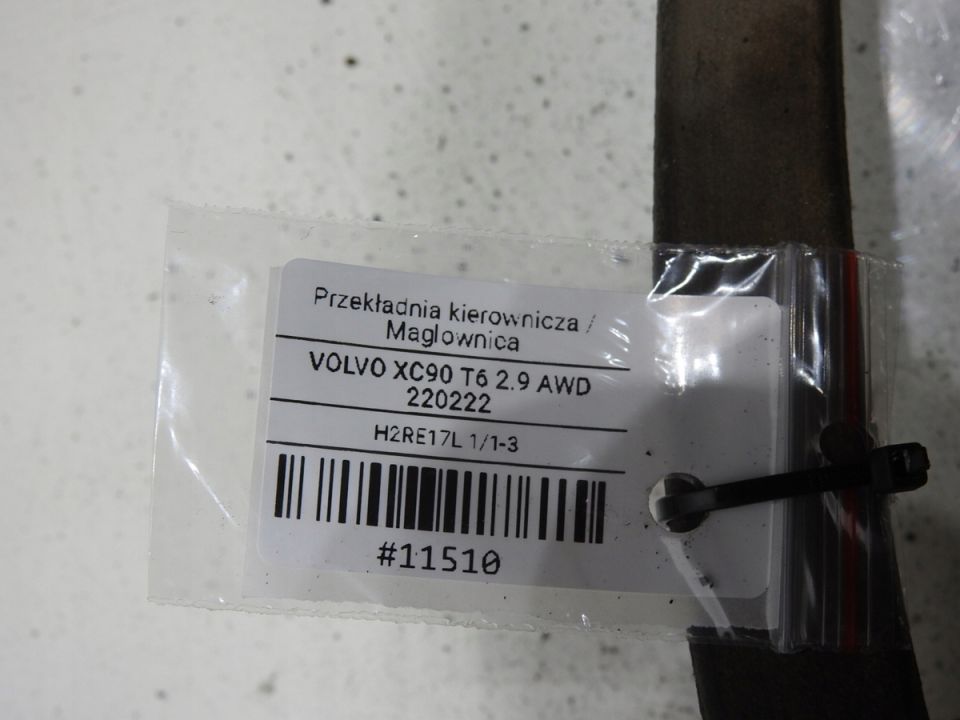 Przekładnia kierownicza /
Maglownica
VOLVO XC90 T6 2.9 AWD
220222
H2RE17L 1/1-3
#11510